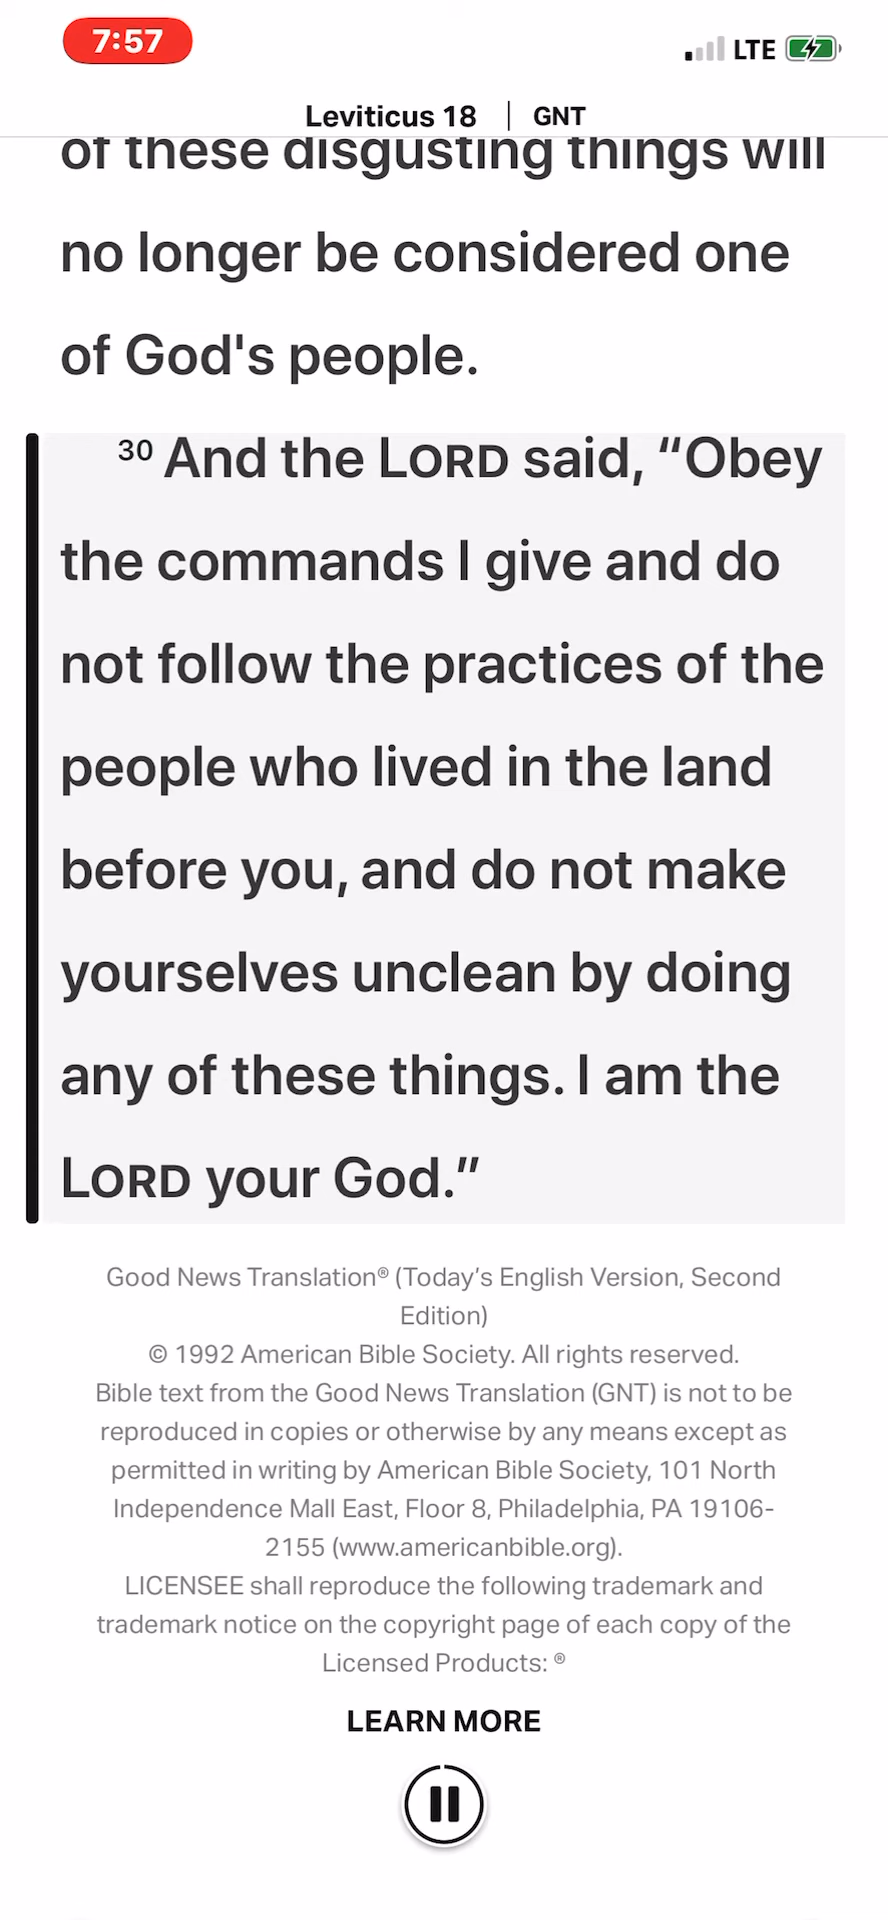 7:57
LTE
Leviticus 18 | GNT
of these disgusting things will
no longer be considered one
of God's people.
30 And the LORD said, “Obey
the commands I give and do
not follow the practices of the
people who lived in the land
before you, and do not make
yourselves unclean by doing
any of these things. I am the
LORD your God.”
Good News Translation® (Today’s English Version, Second
Edition)
© 1992 American Bible Society. All rights reserved.
Bible text from the Good News Translation (GNT) is not to be
reproduced in copies or otherwise by any means except as
permitted in writing by American Bible Society, 101 North
Independence Mall East, Floor 8, Philadelphia, PA 19106-
2155 (www.americanbible.org).
LICENSEE shall reproduce the following trademark and
trademark notice on the copyright page of each copy of the
Licensed Products: ®
LEARN MORE